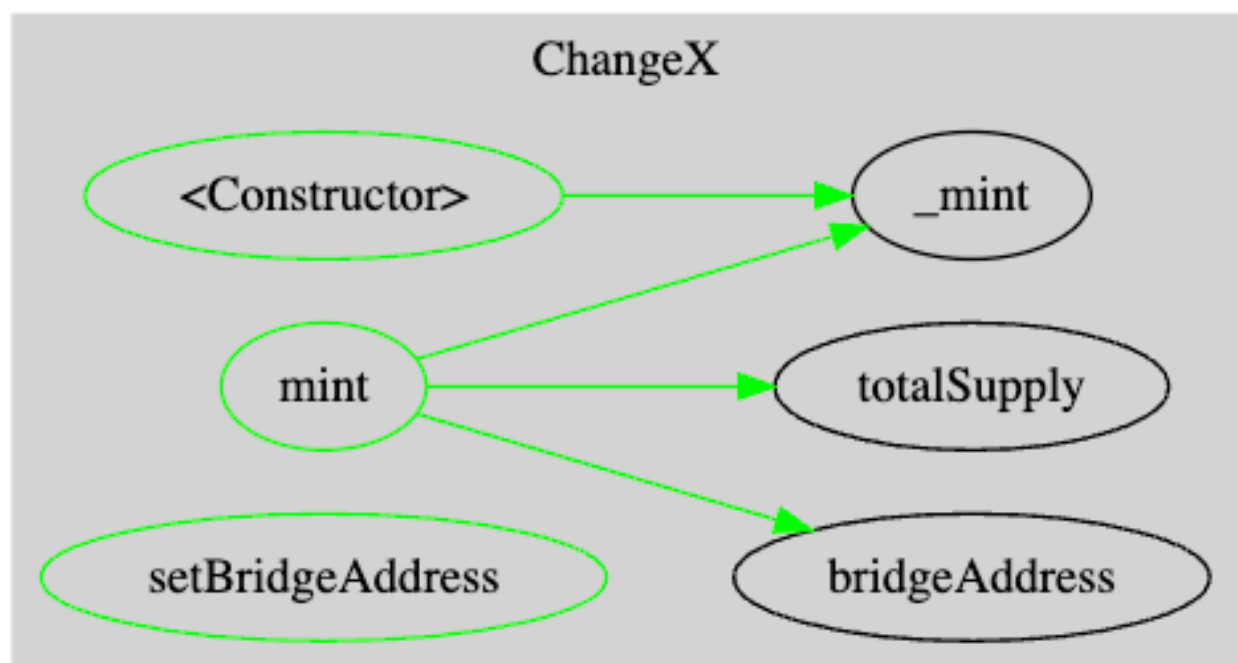 ChangeX
<Constructor>
_mint
mint
totalSupply
setBridgeAddress
bridgeAddress